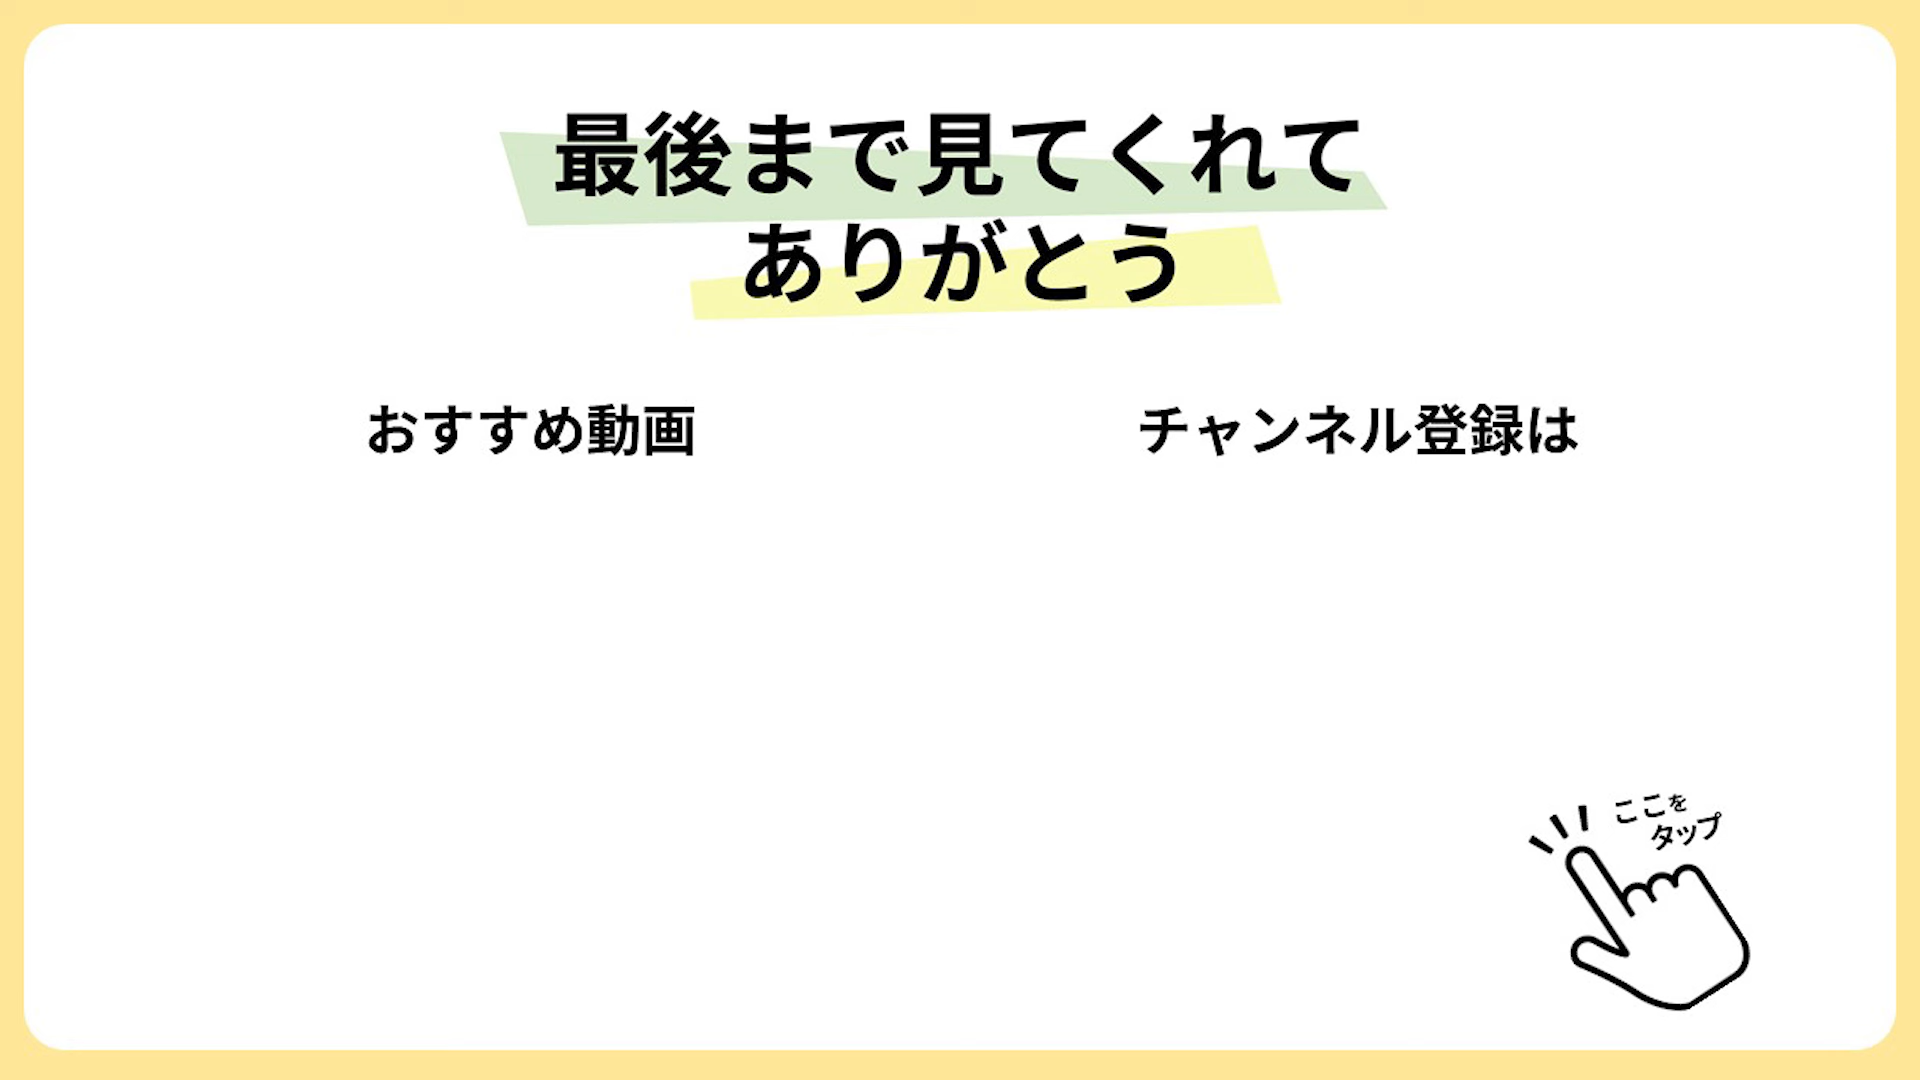 最後まで見てくれて
ありがとう
おすすめ動画
チャンネル登録は
ここを
タップ